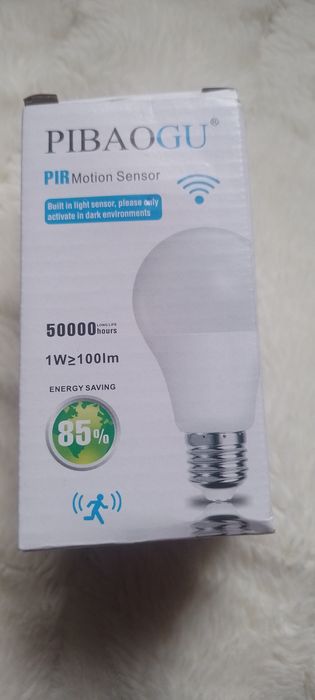 PIBAOGU®
PIR Motion Sensor
Built in light sensor, please only
activate in dark environments
50000 LONG LIFE hours
1W≥100lm
ENERGY SAVING
85%